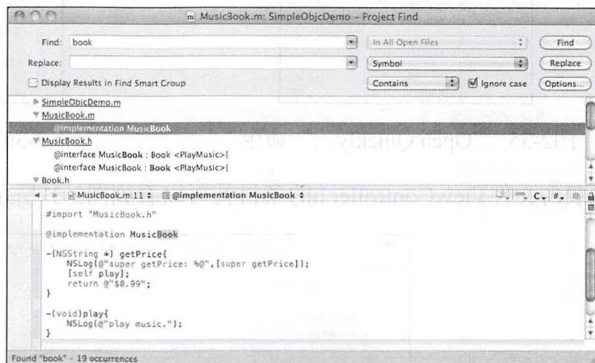 MusicBook.m: SimpleObjcDemo - Project Find
Find: book In All Open Files Find
Replace: Symbol Replace
Display Results in Find Smart Group Contains Ignore case Options...
SimpleObjcDemo.m
MusicBook.m
@implementation MusicBook
MusicBook.h
@interface MusicBook : Book <PlayMusic>{
@interface MusicBook : Book <PlayMusic>{
Book.h
MusicBook.m:11 @implementation MusicBook C #
#import "MusicBook.h"
@implementation MusicBook
-(NSString *) getPrice{
NSLog(@"super getPrice: %@",[super getPrice]);
[self play];
return @"$0.99";
}
-(void)play{
NSLog(@"play music.");
}
Found "book" - 19 occurrences